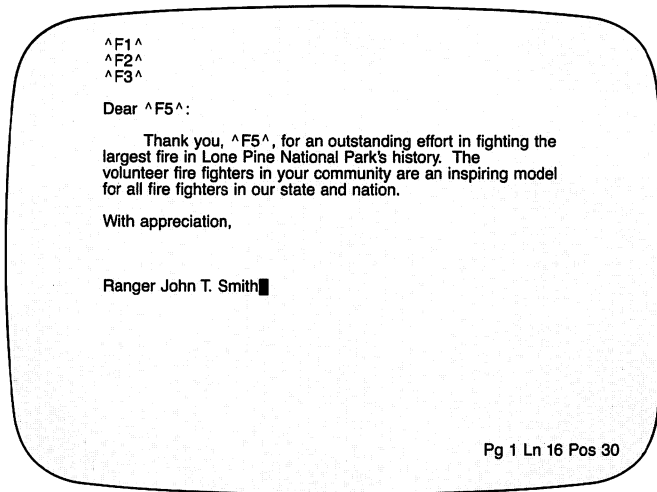 ^F1^
^F2^
^F3^
Dear ^F5^:
Thank you, ^F5^, for an outstanding effort in fighting the
largest fire in Lone Pine National Park's history. The
volunteer fire fighters in your community are an inspiring model
for all fire fighters in our state and nation.
With appreciation,
Ranger John T. Smith
Pg 1 Ln 16 Pos 30